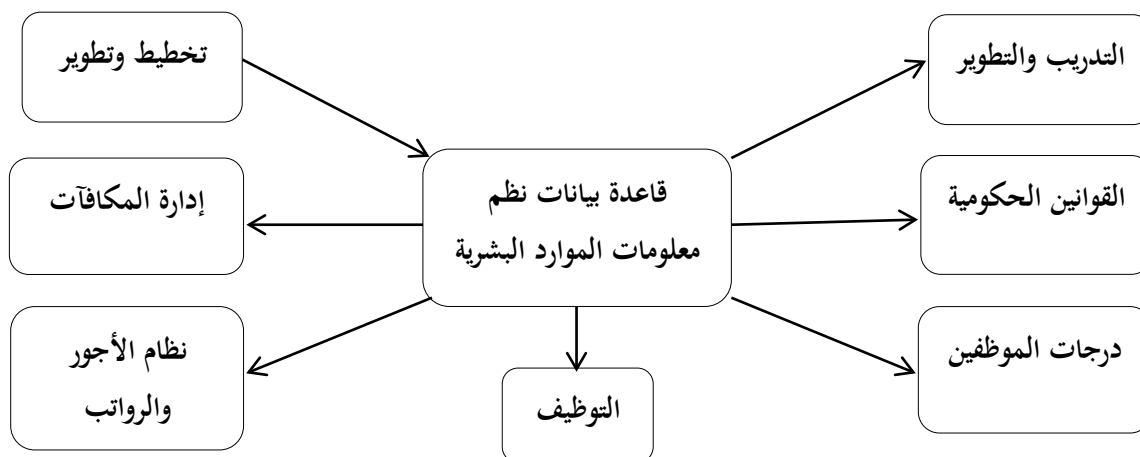 التدريب والتطوير
تخطيط وتطوير
قاعدة بيانات نظم
معلومات الموارد البشرية
القوانين الحكومية
إدارة المكافآت
درجات الموظفين
نظام الأجور
والرواتب
التوظيف